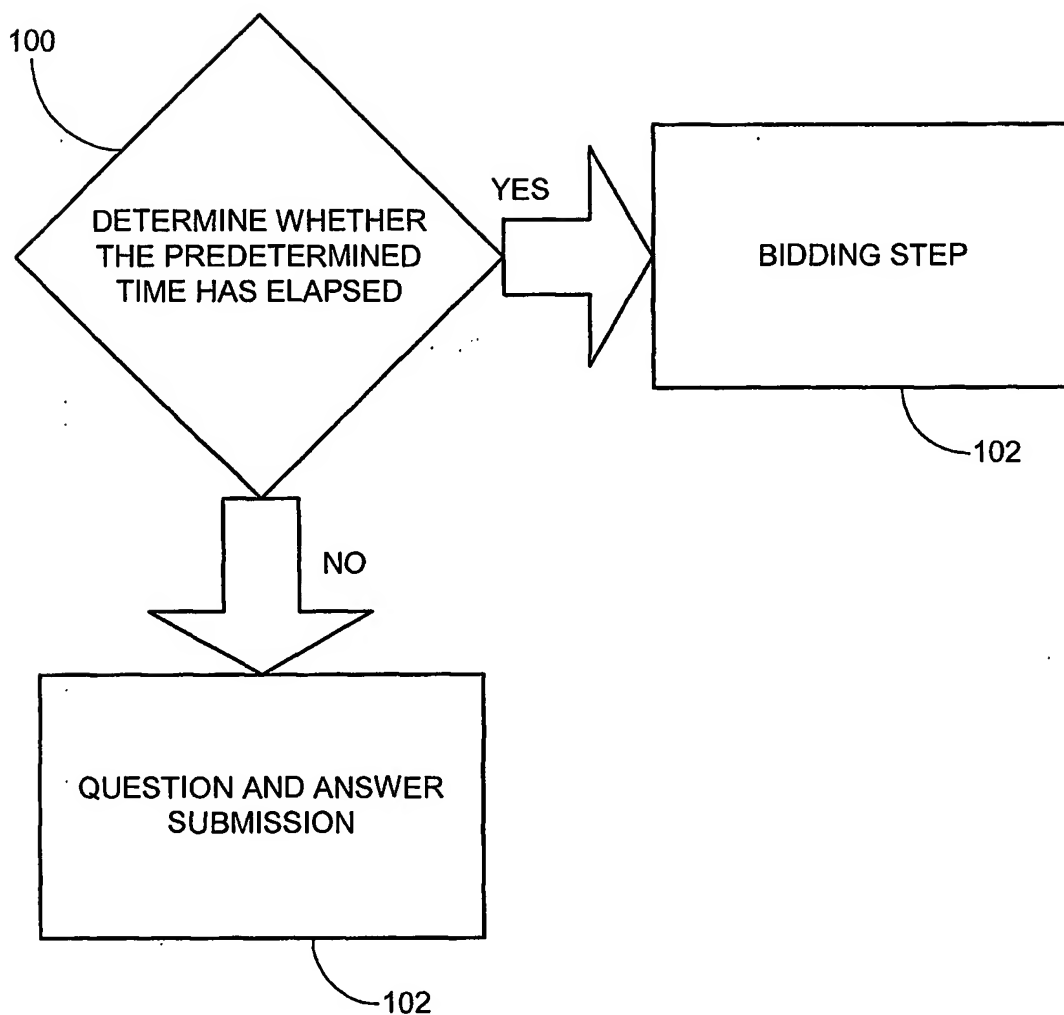 100
DETERMINE WHETHER
THE PREDETERMINED
TIME HAS ELAPSED
YES
BIDDING STEP
102
NO
QUESTION AND ANSWER
SUBMISSION
102